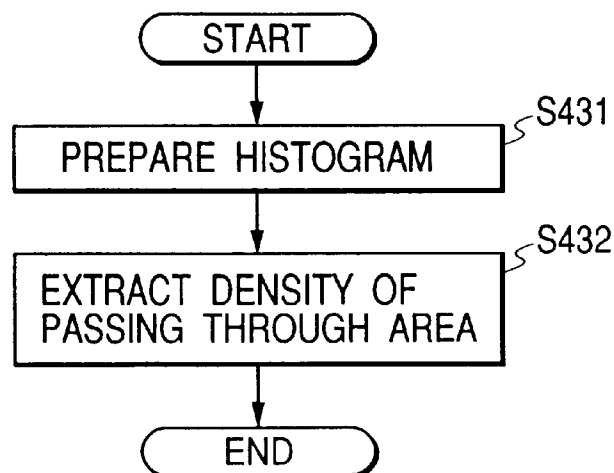 START
S431
PREPARE HISTOGRAM
S432
EXTRACT DENSITY OF
PASSING THROUGH AREA
END